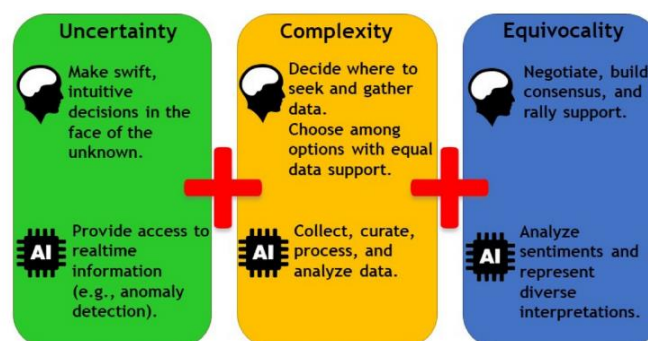 Uncertainty
Make swift,
intuitive
decisions in the
face of the
unknown.
AI
Provide access to
realtime
information
(e.g., anomaly
detection).
Complexity
Decide where to
seek and gather
data.
Choose among
options with equal
data support.
AI
Collect, curate,
process, and
analyze data.
Equivocality
Negotiate, build
consensus, and
rally support.
AI
Analyze
sentiments and
represent
diverse
interpretations.